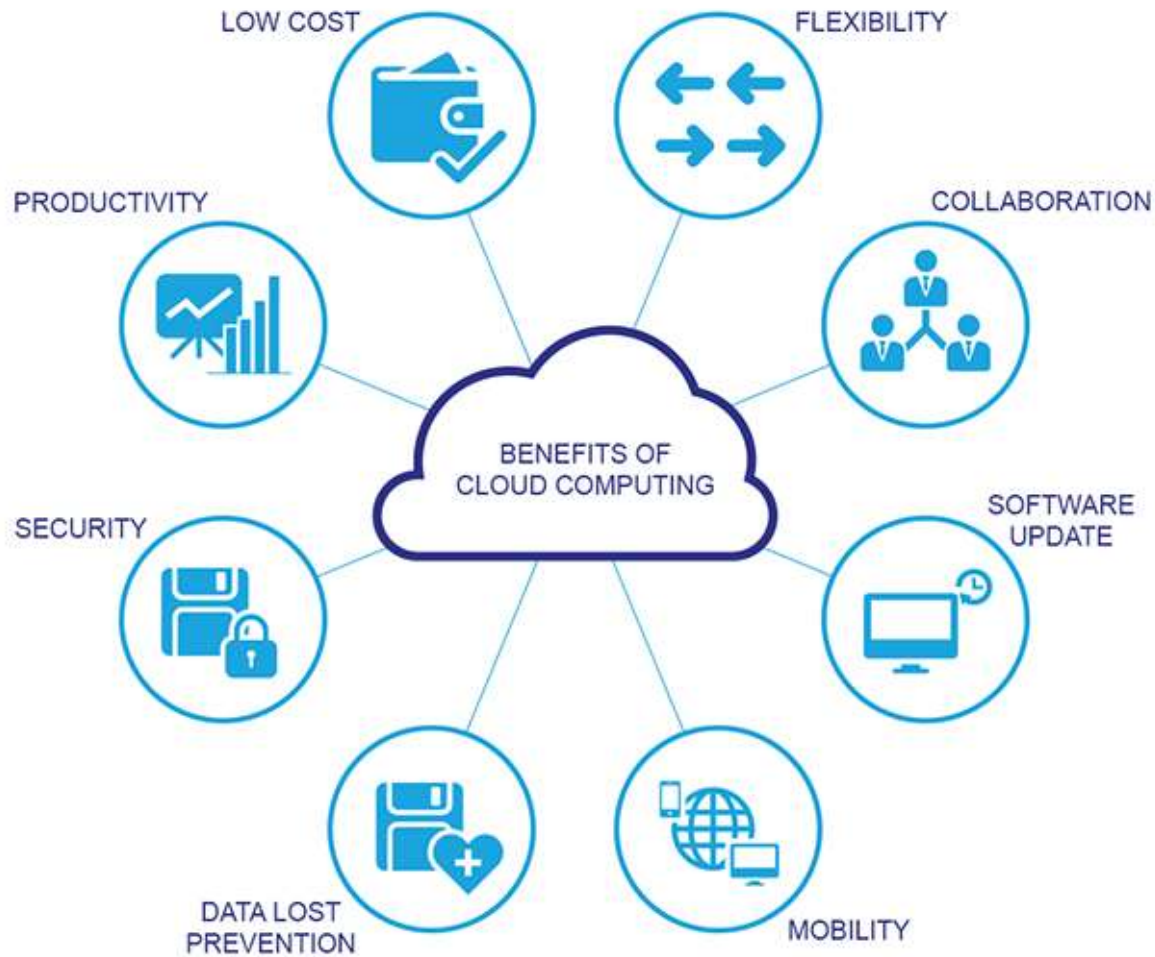 LOW COST
FLEXIBILITY
PRODUCTIVITY
COLLABORATION
BENEFITS OF
CLOUD COMPUTING
SECURITY
SOFTWARE
UPDATE
DATA LOST
PREVENTION
MOBILITY